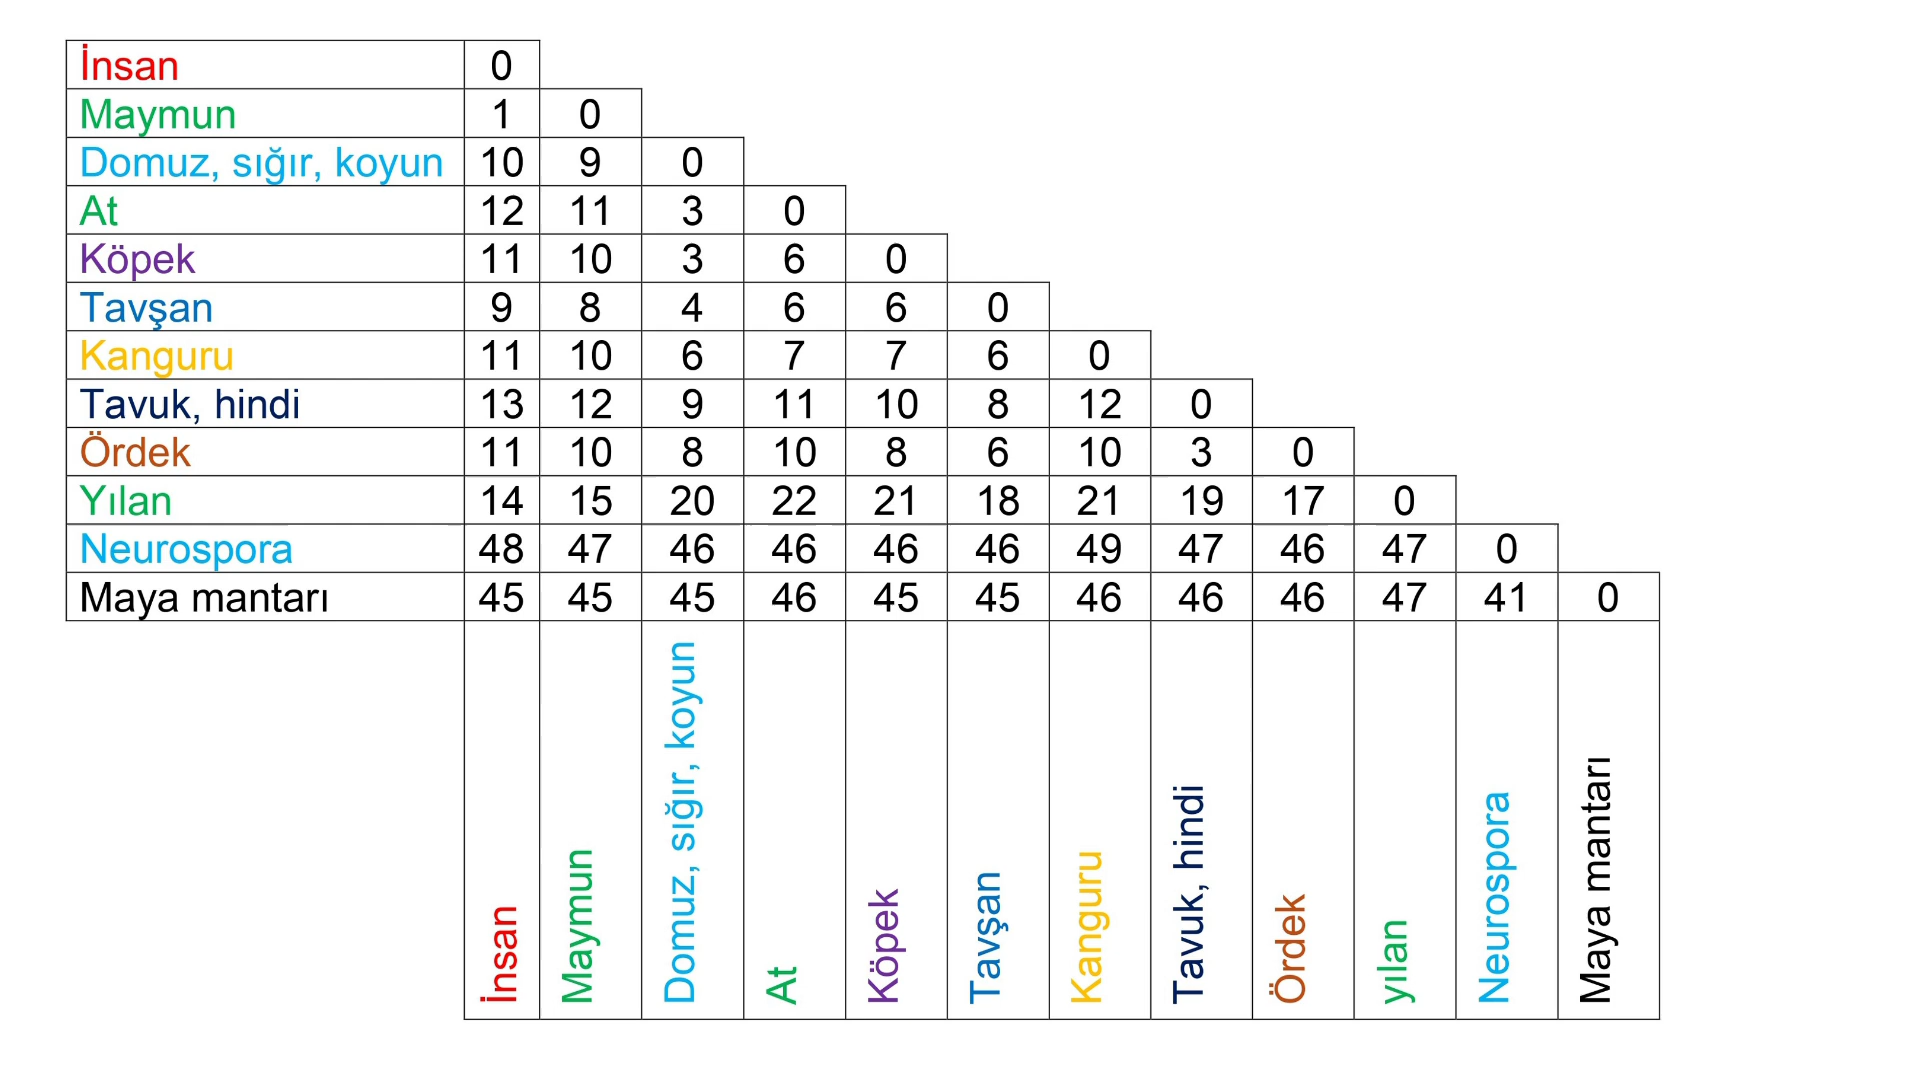 İnsan 0
Maymun 1 0
Domuz, sığır, koyun 10 9 0
At 12 11 3 0
Köpek 11 10 3 6 0
Tavşan 9 8 4 6 6 0
Kanguru 11 10 6 7 7 6 0
Tavuk, hindi 13 12 9 11 10 8 12 0
Ördek 11 10 8 10 8 6 10 3 0
Yılan 14 15 20 22 21 18 21 19 17 0
Neurospora 48 47 46 46 46 46 49 47 46 47 0
Maya mantarı 45 45 45 46 45 45 46 46 46 47 41 0
İnsan
Maymun
Domuz, sığır, koyun
At
Köpek
Tavşan
Kanguru
Tavuk, hindi
Ördek
yılan
Neurospora
Maya mantarı